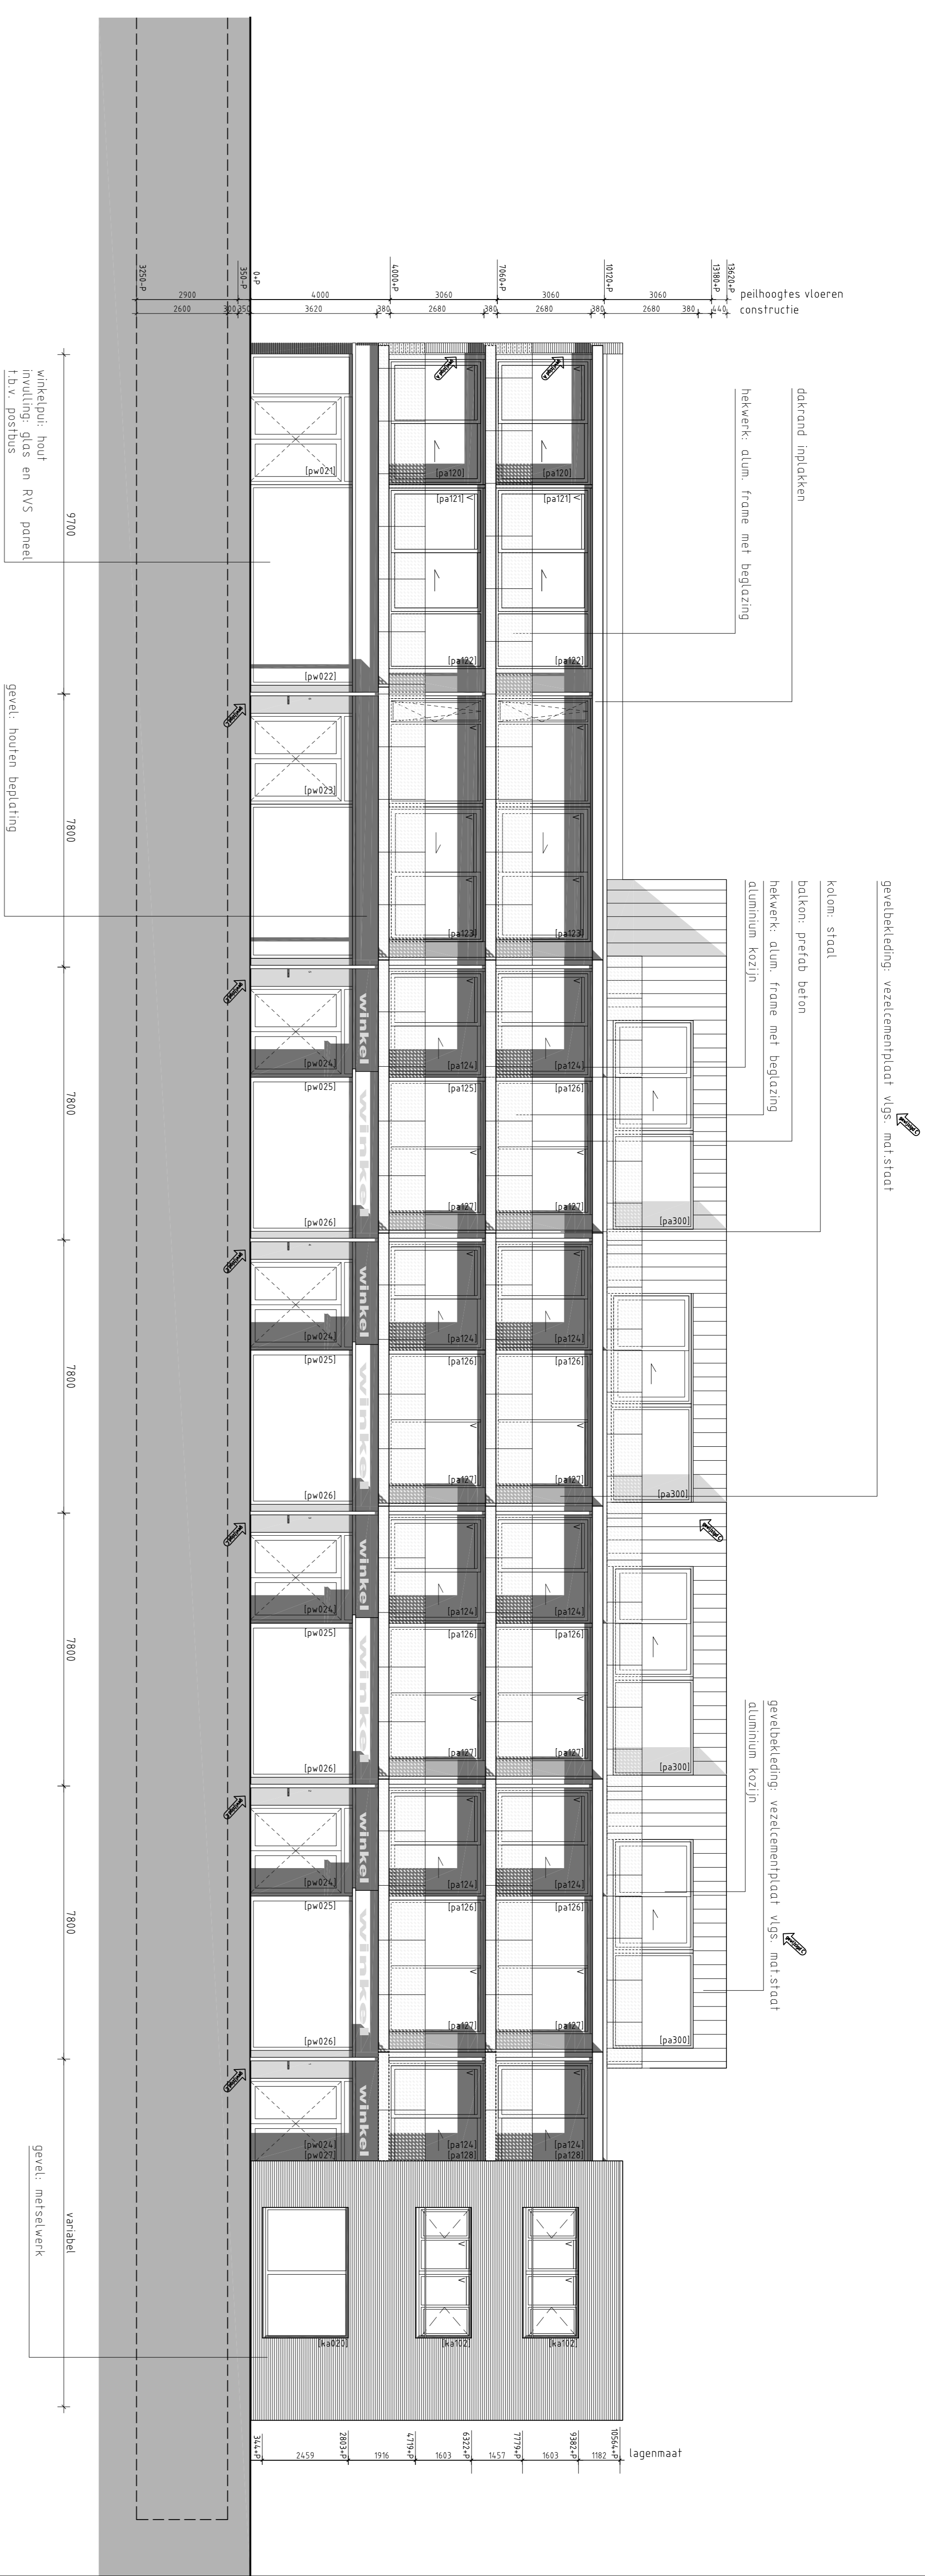 peilhoogtes vloeren
constructie
13620+P
13180+P
10120+P
7060+P
4000+P
0+P
350-P
3250-P
2900
4000
3060
3060
3060
2600
300
350
3620
380
2680
380
2680
380
2680
380
440
dakrand inplakken
hekwerk: alum. frame met beglazing
winkelpui: hout
invulling: glas en RVS paneel
t.b.v. postbus
gevel: houten beplating
gevelbekleding: vezelcementplaat vlgs. mat.staat
kolom: staal
balkon: prefab beton
hekwerk: alum. frame met beglazing
aluminium kozijn
gevelbekleding: vezelcementplaat vlgs. mat.staat
aluminium kozijn
gevel: metselwerk
9700
7800
7800
7800
7800
7800
variabel
[pw021]
[pa120]
[pa120]
[pa121]
[pa121]
[pw022]
[pa122]
[pa122]
[pw023]
[pa123]
[pa123]
winkel
[pw024]
[pa124]
[pa124]
winkel
[pw025]
[pa125]
[pa126]
[pw026]
[pa127]
[pa127]
[pa300]
winkel
[pw024]
[pa124]
[pa124]
winkel
[pw025]
[pa126]
[pa126]
[pw026]
[pa127]
[pa127]
[pa300]
winkel
[pw024]
[pa124]
[pa124]
winkel
[pw025]
[pa126]
[pa126]
[pw026]
[pa127]
[pa127]
[pa300]
winkel
[pw024]
[pa124]
[pa124]
winkel
[pw025]
[pa126]
[pa126]
[pw026]
[pa127]
[pa127]
[pa300]
winkel
[pw024]
[pw027]
[pa124]
[pa128]
[pa124]
[pa128]
[ka020]
[ka102]
[ka102]
344+P
2803+P
4719+P
6322+P
7779+P
9382+P
10564+P
2459
1916
1603
1457
1603
1182
lagenmaat